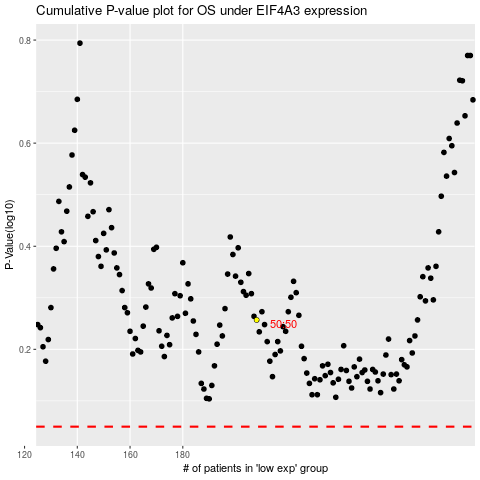 Cumulative P-value plot for OS under EIF4A3 expression
P-Value(log10)
0.8
0.6
0.4
0.2
50:50
120 140 160 180
# of patients in 'low exp' group